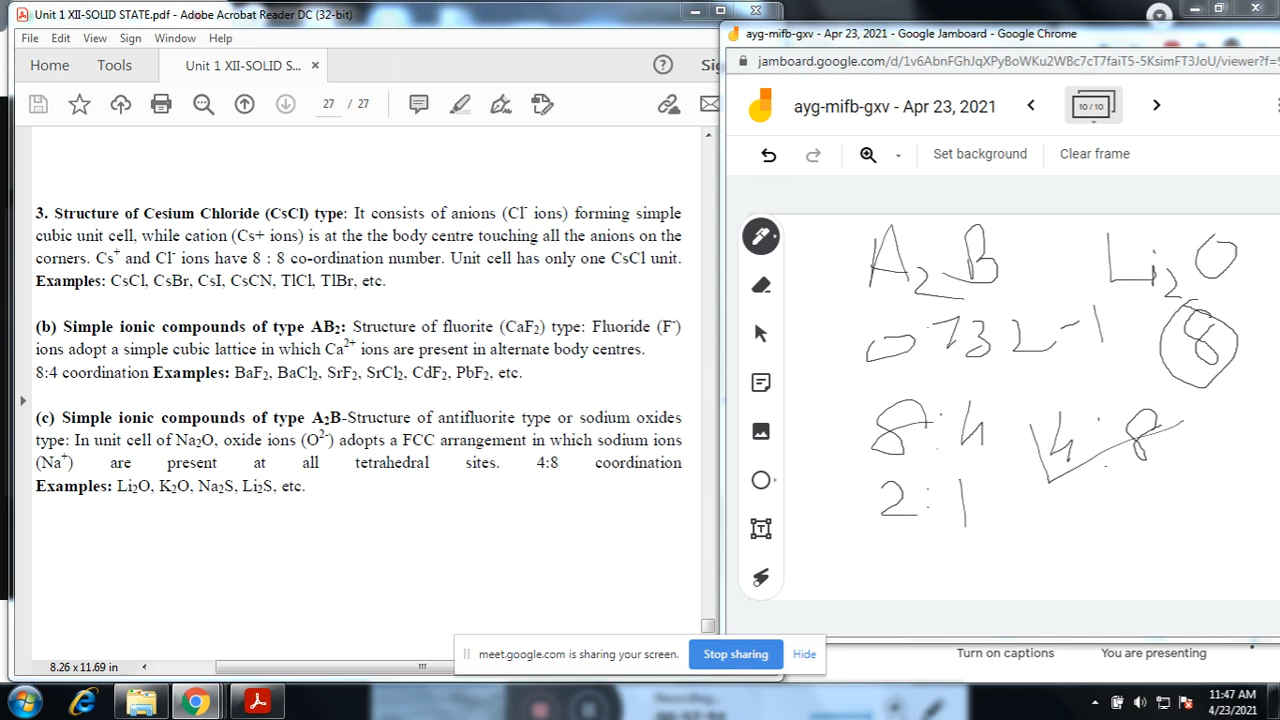 Unit 1 XII-SOLID STATE.pdf - Adobe Acrobat Reader DC (32-bit)
File Edit View Sign Window Help
Home Tools Unit 1 XII-SOLID S... ×
27 / 27
3. Structure of Cesium Chloride (CsCl) type: It consists of anions (Cl⁻ ions) forming simple
cubic unit cell, while cation (Cs+ ions) is at the the body centre touching all the anions on the
corners. Cs⁺ and Cl⁻ ions have 8 : 8 co-ordination number. Unit cell has only one CsCl unit.
Examples: CsCl, CsBr, CsI, CsCN, TlCl, TlBr, etc.
(b) Simple ionic compounds of type AB₂: Structure of fluorite (CaF₂) type: Fluoride (F⁻)
ions adopt a simple cubic lattice in which Ca²⁺ ions are present in alternate body centres.
8:4 coordination Examples: BaF₂, BaCl₂, SrF₂, SrCl₂, CdF₂, PbF₂, etc.
(c) Simple ionic compounds of type A₂B-Structure of antifluorite type or sodium oxides
type: In unit cell of Na₂O, oxide ions (O²⁻) adopts a FCC arrangement in which sodium ions
(Na⁺) are present at all tetrahedral sites. 4:8 coordination
Examples: Li₂O, K₂O, Na₂S, Li₂S, etc.
8.26 x 11.69 in
ayg-mifb-gxv - Apr 23, 2021 - Google Jamboard - Google Chrome
jamboard.google.com/d/1v6AbnFGhJqXPyBoWKu2WBc7cT7faiT5-5KsimFT3JoU/viewer?f=9
ayg-mifb-gxv - Apr 23, 2021
10 / 10
Set background Clear frame
A₂B Li₂O
0.732-1 8
8:4 4:8
2:1
meet.google.com is sharing your screen. Stop sharing Hide
Turn on captions You are presenting
11:47 AM
4/23/2021